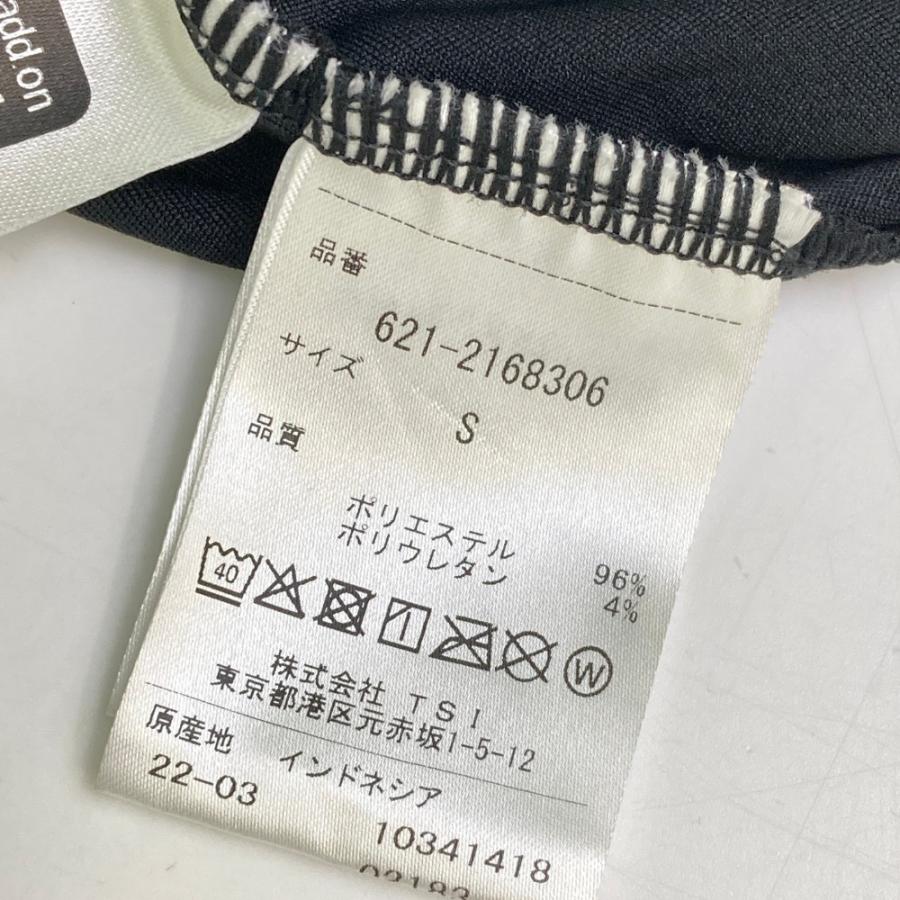 add.on
品番
621-2168306
サイズ
S
品質
ポリエステル 96%
ポリウレタン 4%
40
W
株式会社 TSI
東京都港区元赤坂1-5-12
原産地 インドネシア
22-03
10341418